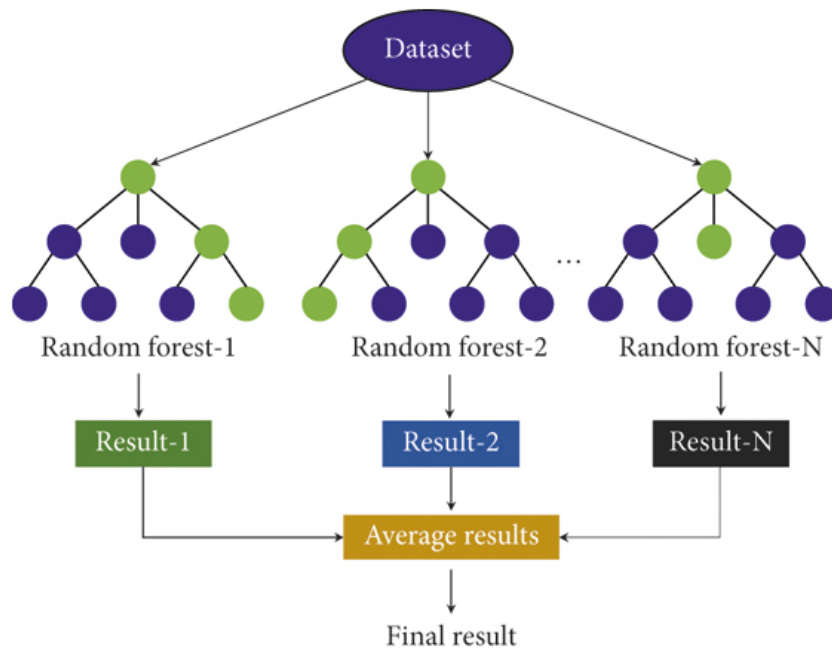 Dataset
...
Random forest-1
Random forest-2
Random forest-N
Result-1
Result-2
Result-N
Average results
Final result